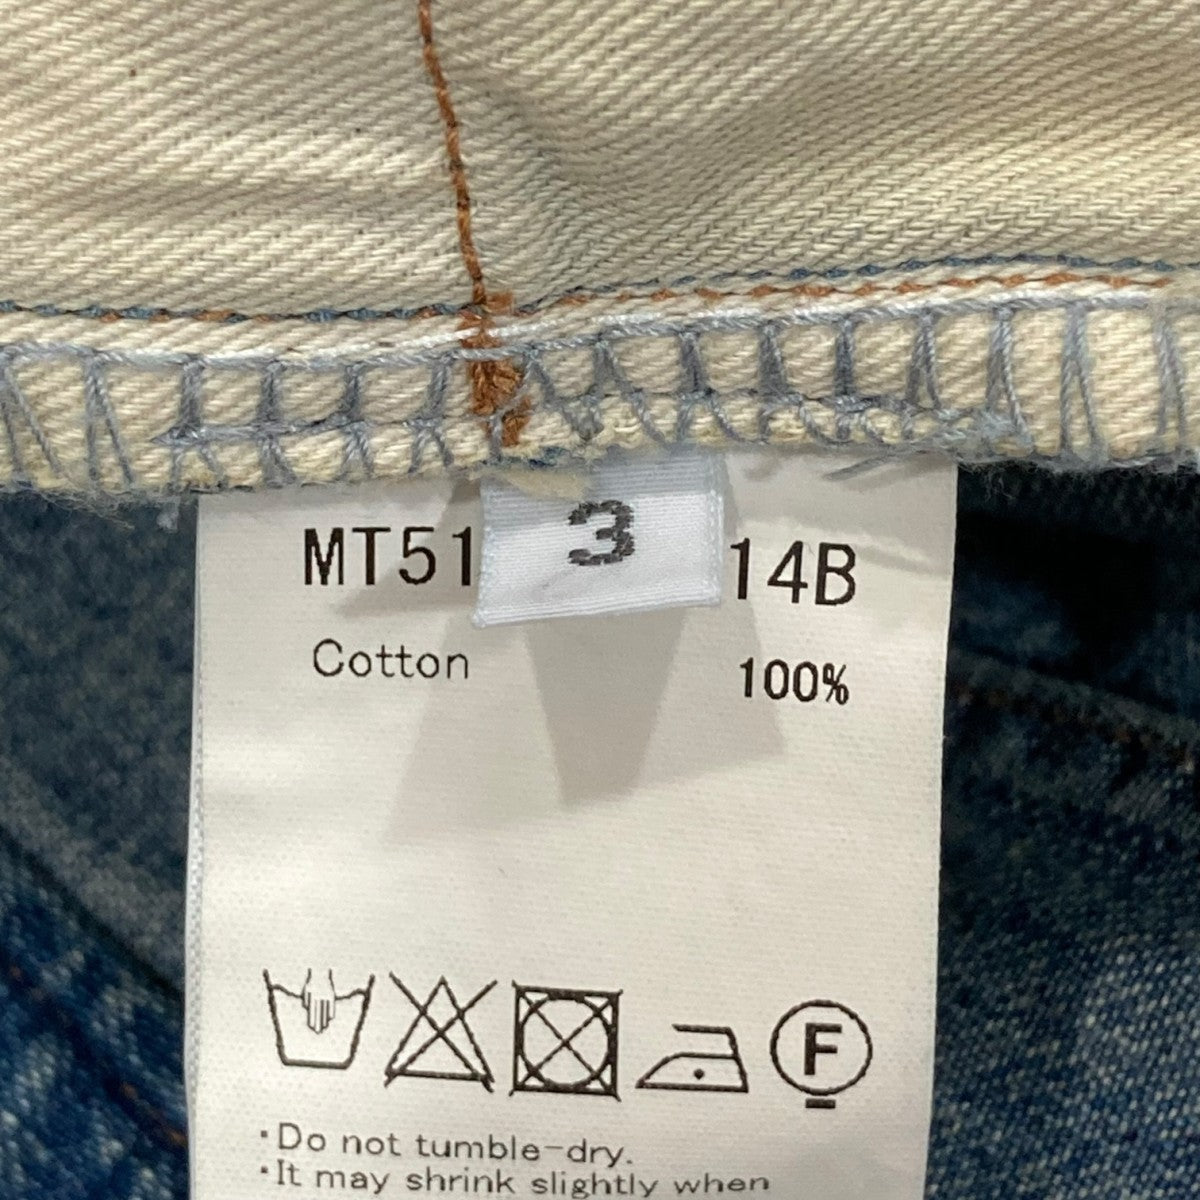 3
MT51 14B
Cotton 100%
F
·Do not tumble-dry.
·It may shrink slightly when